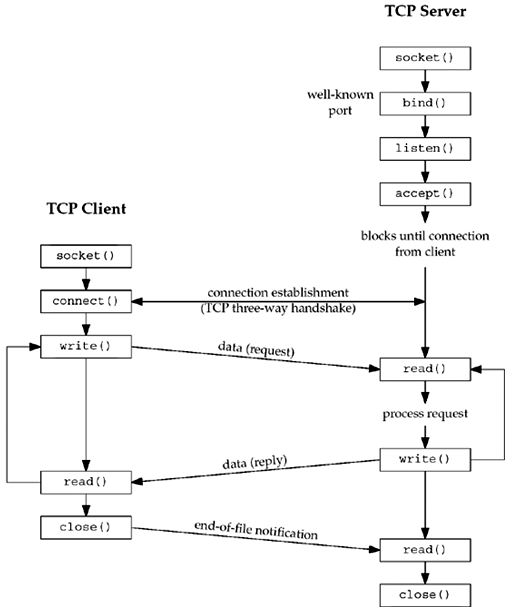 TCP Server
socket()
well-known
port
bind()
listen()
accept()
blocks until connection
from client
TCP Client
socket()
connect()
connection establishment
(TCP three-way handshake)
write()
data (request)
read()
process request
write()
data (reply)
read()
close()
end-of-file notification
read()
close()